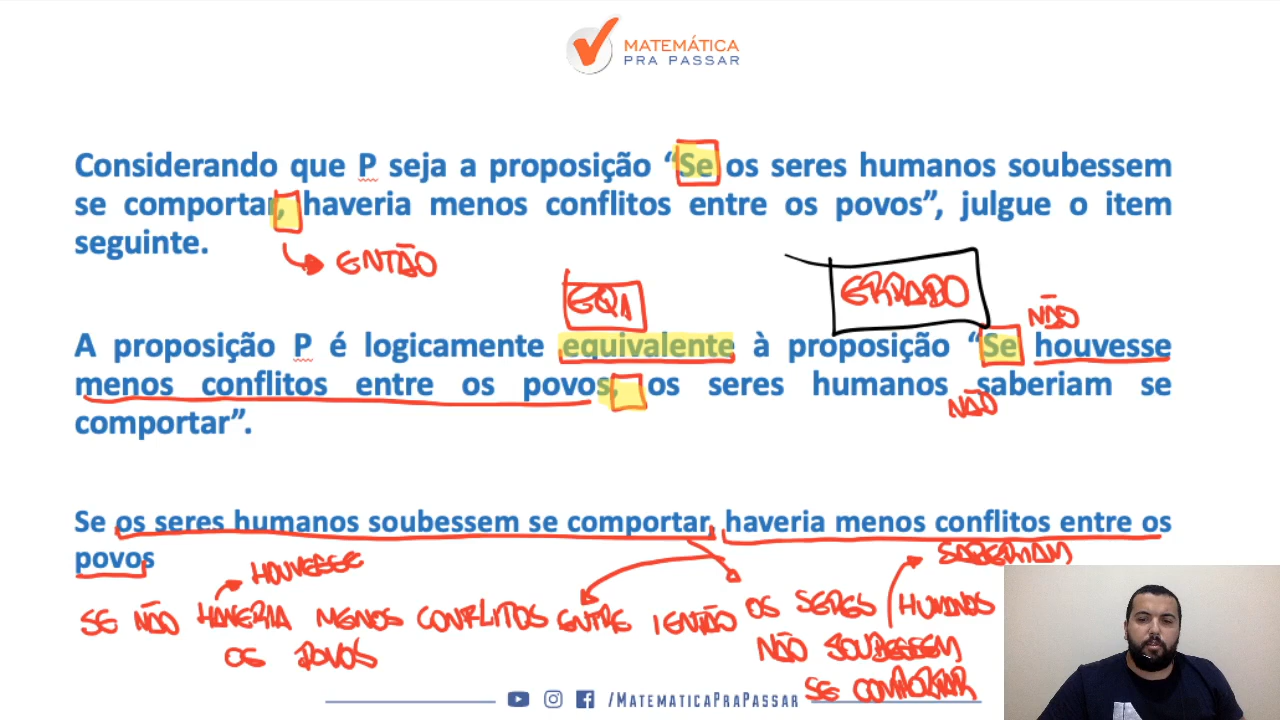 MATEMÁTICA
PRA PASSAR
Considerando que P seja a proposição “Se os seres humanos soubessem
se comportar, haveria menos conflitos entre os povos”, julgue o item
seguinte.
ENTÃO
EQ1
ERRADO
NÃO
A proposição P é logicamente equivalente à proposição “Se houvesse
menos conflitos entre os povos, os seres humanos saberiam se
NÃO
comportar”.
Se os seres humanos soubessem se comportar, haveria menos conflitos entre os
povos
HOUVESSE
SABERIAM
SE NÃO HAVERIA MENOS CONFLITOS ENTRE
OS POVOS
, ENTÃO OS SERES HUMANOS
NÃO SOUBESSEM
SE COMPORTAR
/MATEMATICAPRAPASSAR